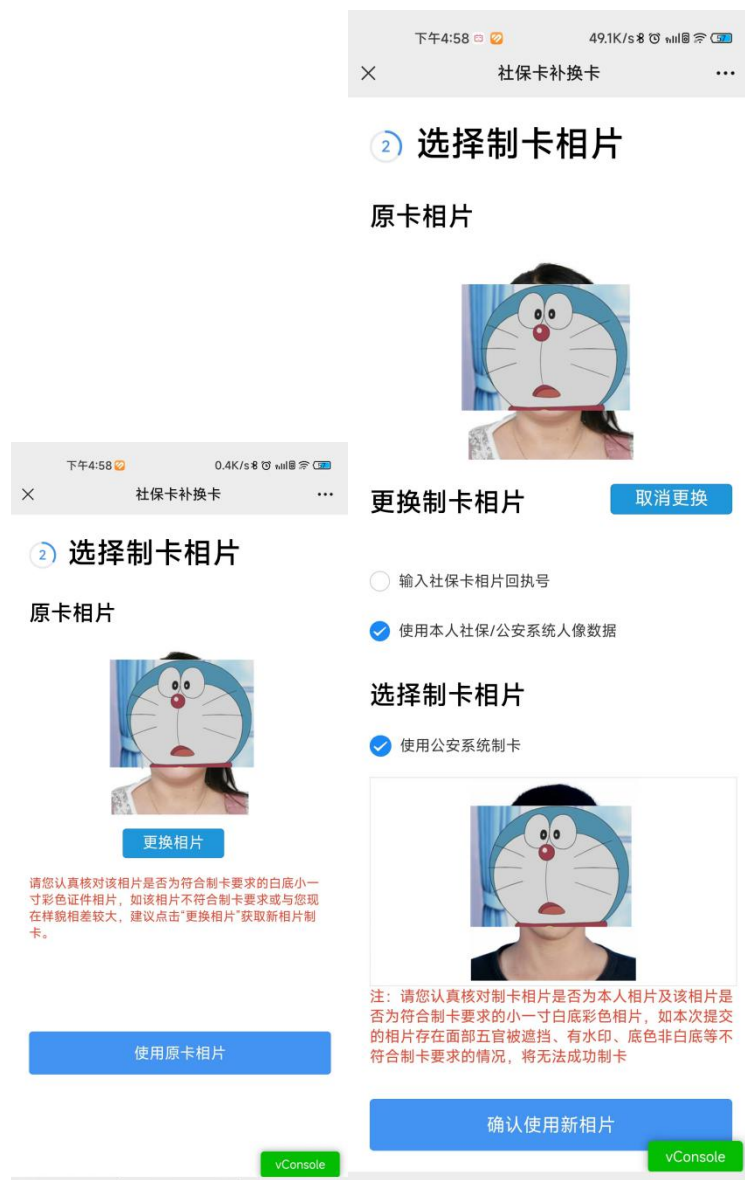 下午4:58
0.4K/s
社保卡补换卡
2 选择制卡相片
原卡相片
更换相片
请您认真核对该相片是否为符合制卡要求的白底小一
寸彩色证件相片，如该相片不符合制卡要求或与您现
在样貌相差较大，建议点击“更换相片”获取新相片制
卡。
使用原卡相片
vConsole
下午4:58
49.1K/s
57
社保卡补换卡
2 选择制卡相片
原卡相片
更换制卡相片
取消更换
输入社保卡相片回执号
使用本人社保/公安系统人像数据
选择制卡相片
使用公安系统制卡
注：请您认真核对制卡相片是否为本人相片及该相片是
否为符合制卡要求的小一寸白底彩色相片，如本次提交
的相片存在面部五官被遮挡、有水印、底色非白底等不
符合制卡要求的情况，将无法成功制卡
确认使用新相片
vConsole